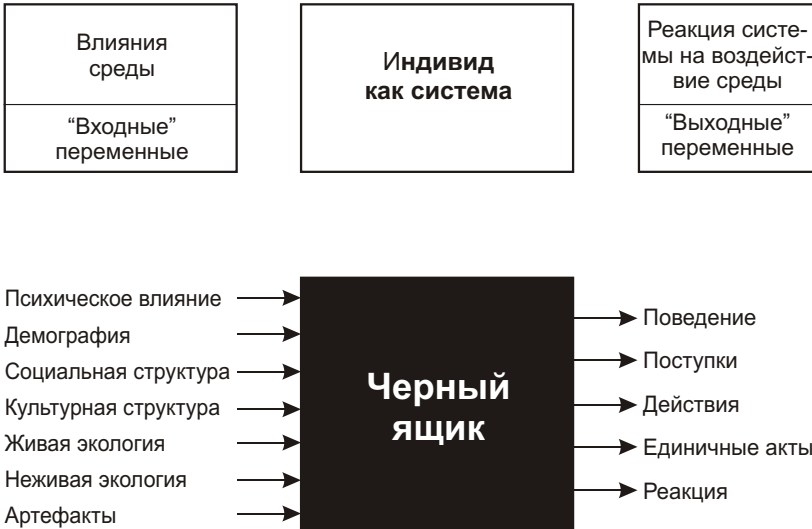 Влияния
среды
“Входные”
переменные
Индивид
как система
Реакция систе-
мы на воздейст-
вие среды
“Выходные”
переменные
Психическое влияние
Демография
Социальная структура
Культурная структура
Живая экология
Неживая экология
Артефакты
Черный
ящик
Поведение
Поступки
Действия
Единичные акты
Реакция